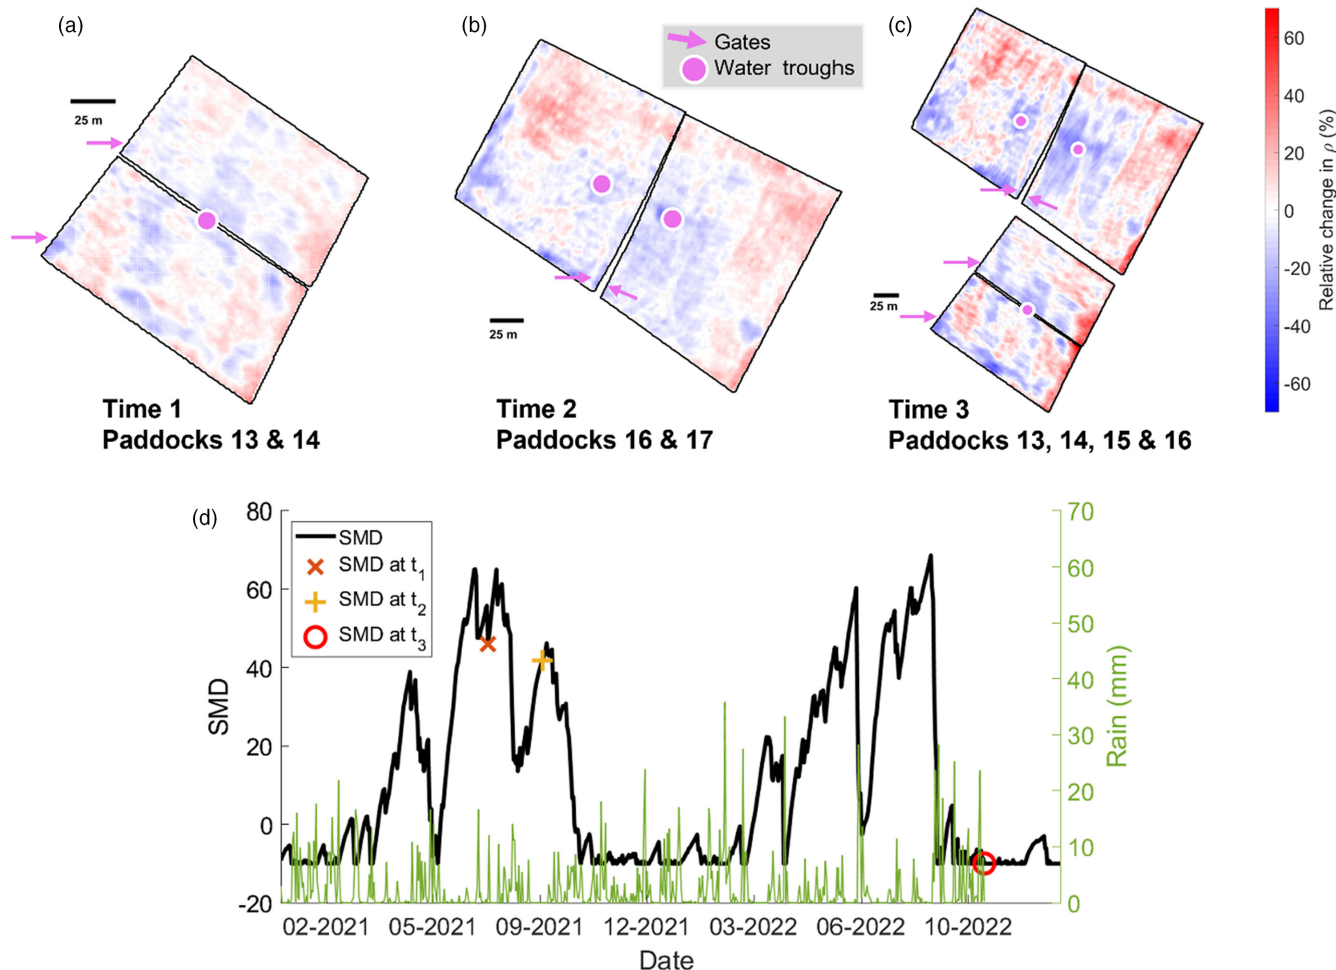 (a)
(b)
(c)
Gates
Water troughs
25 m
25 m
25 m
60
40
20
0
-20
-40
-60
Relative change in ρ (%)
Time 1
Paddocks 13 & 14
Time 2
Paddocks 16 & 17
Time 3
Paddocks 13, 14, 15 & 16
(d)
SMD
SMD at t1
SMD at t2
SMD at t3
80
60
40
20
0
-20
SMD
70
60
50
40
30
20
10
0
Rain (mm)
02-2021
05-2021
09-2021
12-2021
03-2022
06-2022
10-2022
Date